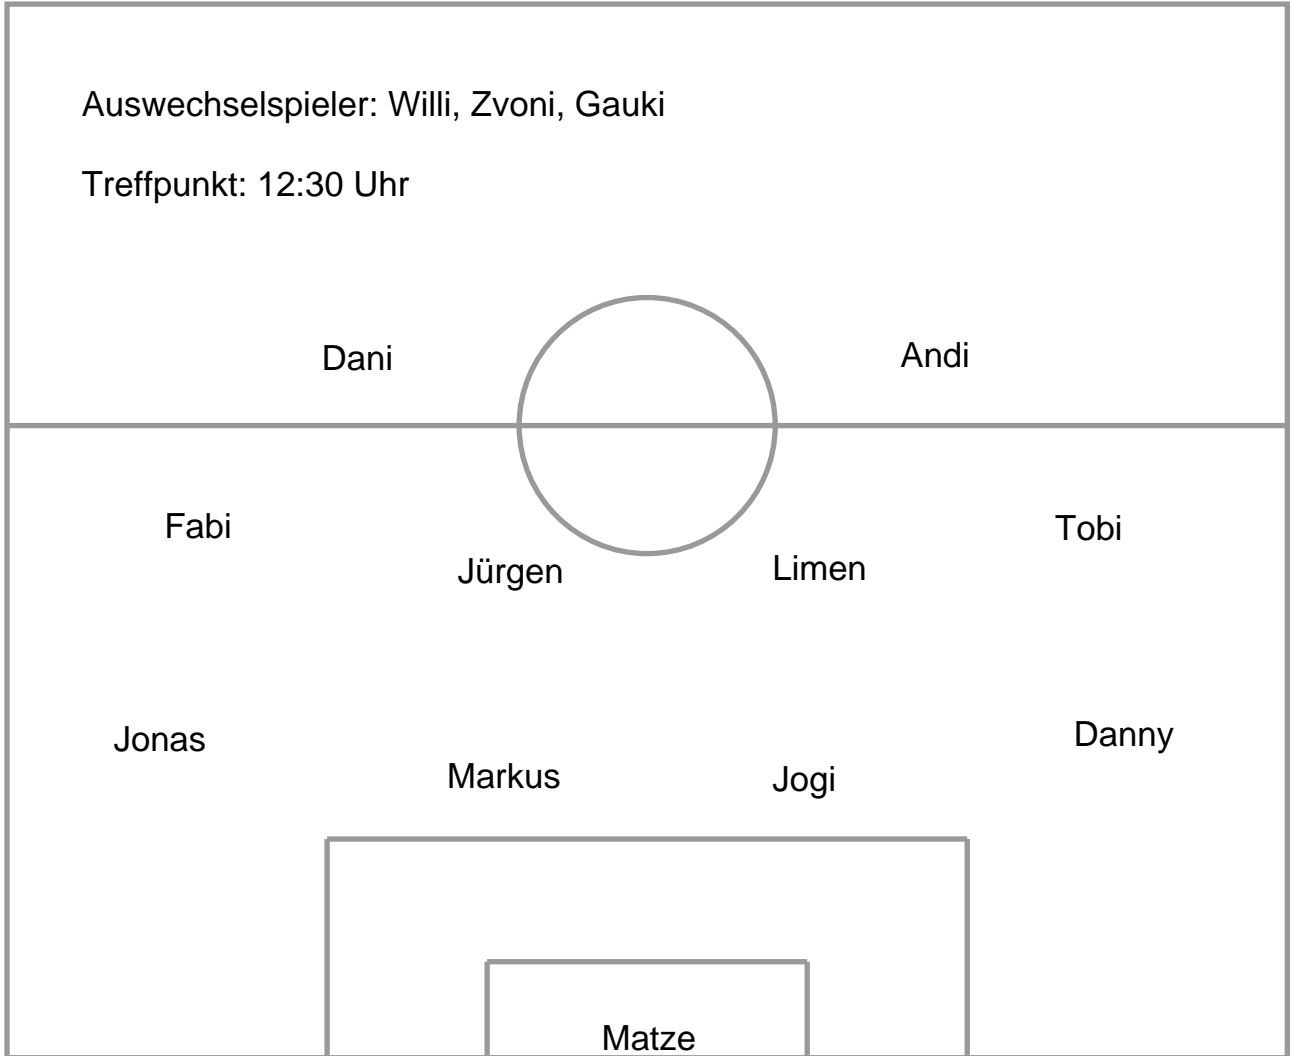 Auswechselspieler: Willi, Zvoni, Gauki
Treffpunkt: 12:30 Uhr
Dani
Andi
Fabi
Tobi
Jürgen
Limen
Jonas
Danny
Markus
Jogi
Matze